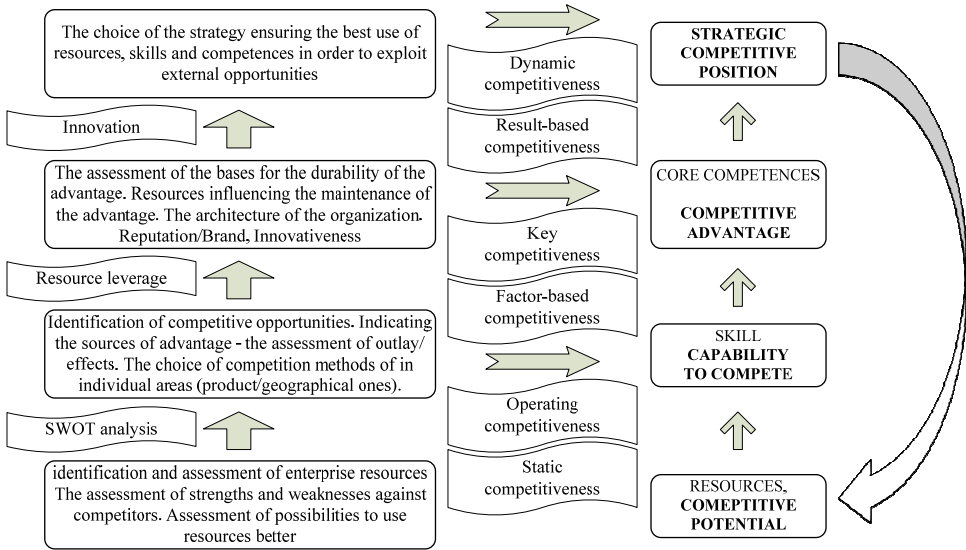 The choice of the strategy ensuring the best use of
resources, skills and competences in order to exploit
external opportunities
Innovation
The assessment of the bases for the durability of the
advantage. Resources influencing the maintenance of
the advantage. The architecture of the organization.
Reputation/Brand, Innovativeness
Resource leverage
Identification of competitive opportunities. Indicating
the sources of advantage - the assessment of outlay/
effects. The choice of competition methods of in
individual areas (product/geographical ones).
SWOT analysis
identification and assessment of enterprise resources
The assessment of strengths and weaknesses against
competitors. Assessment of possibilities to use
resources better
Dynamic
competitiveness
Result-based
competitiveness
Key
competitiveness
Factor-based
competitiveness
Operating
competitiveness
Static
competitiveness
STRATEGIC
COMPETITIVE
POSITION
CORE COMPETENCES
COMPETITIVE
ADVANTAGE
SKILL
CAPABILITY
TO COMPETE
RESOURCES,
COMEPTITIVE
POTENTIAL